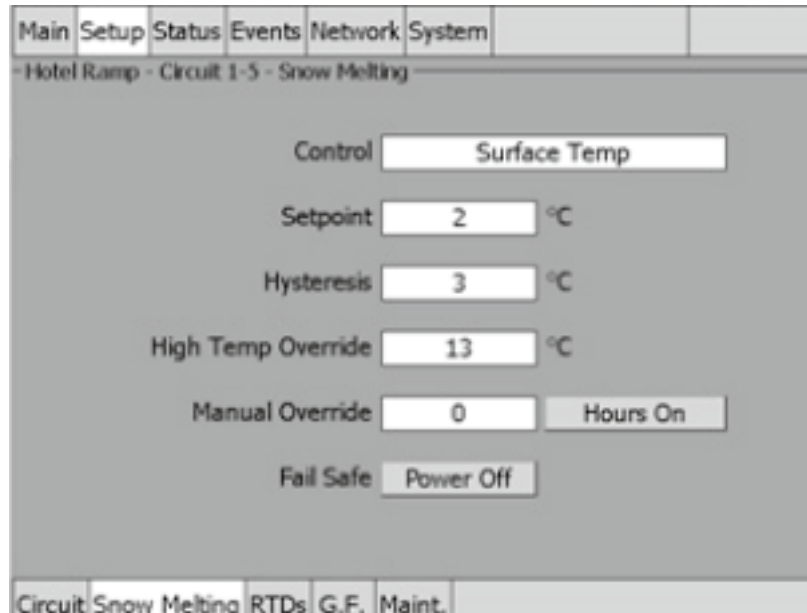 Main Setup Status Events Network System
Hotel Ramp - Circuit 1-5 - Snow Melting
Control Surface Temp
Setpoint 2 °C
Hysteresis 3 °C
High Temp Override 13 °C
Manual Override 0 Hours On
Fail Safe Power Off
Circuit Snow Melting RTDs G.F. Maint.